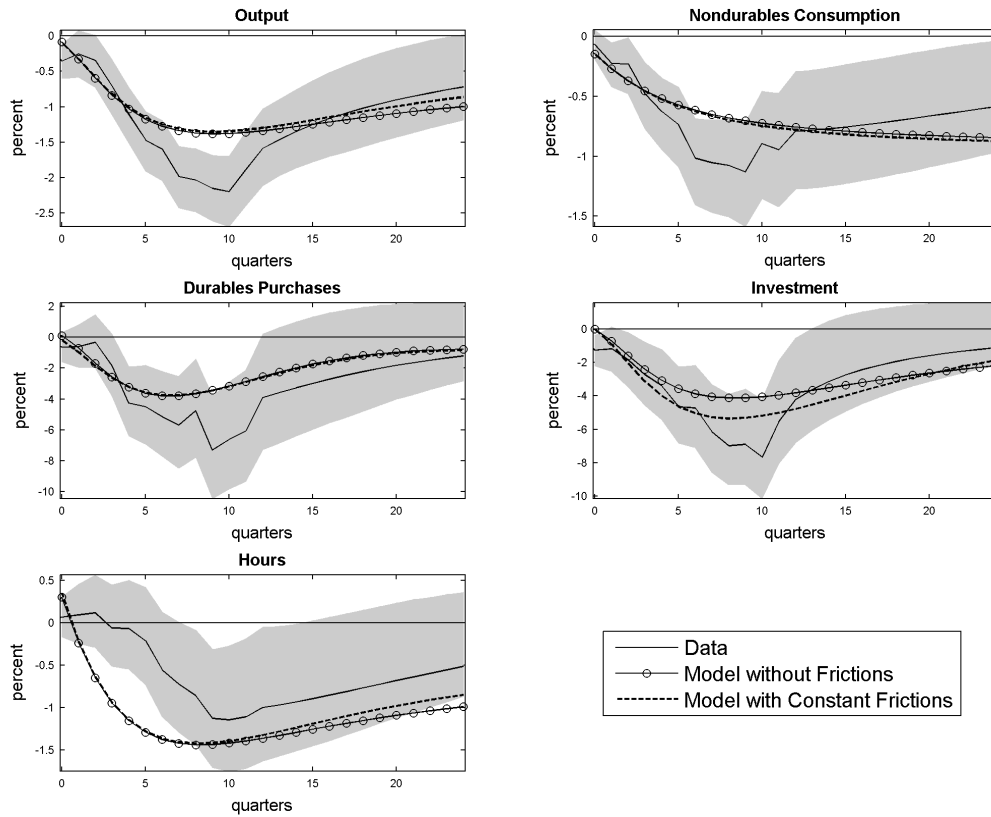 Output
0
-0.5
-1
-1.5
-2
-2.5
percent
0 5 10 15 20
quarters
Nondurables Consumption
0
-0.5
-1
-1.5
percent
0 5 10 15 20
quarters
Durables Purchases
2
0
-2
-4
-6
-8
-10
percent
0 5 10 15 20
quarters
Investment
0
-2
-4
-6
-8
-10
percent
0 5 10 15 20
quarters
Hours
0.5
0
-0.5
-1
-1.5
percent
0 5 10 15 20
quarters
Data
Model without Frictions
Model with Constant Frictions